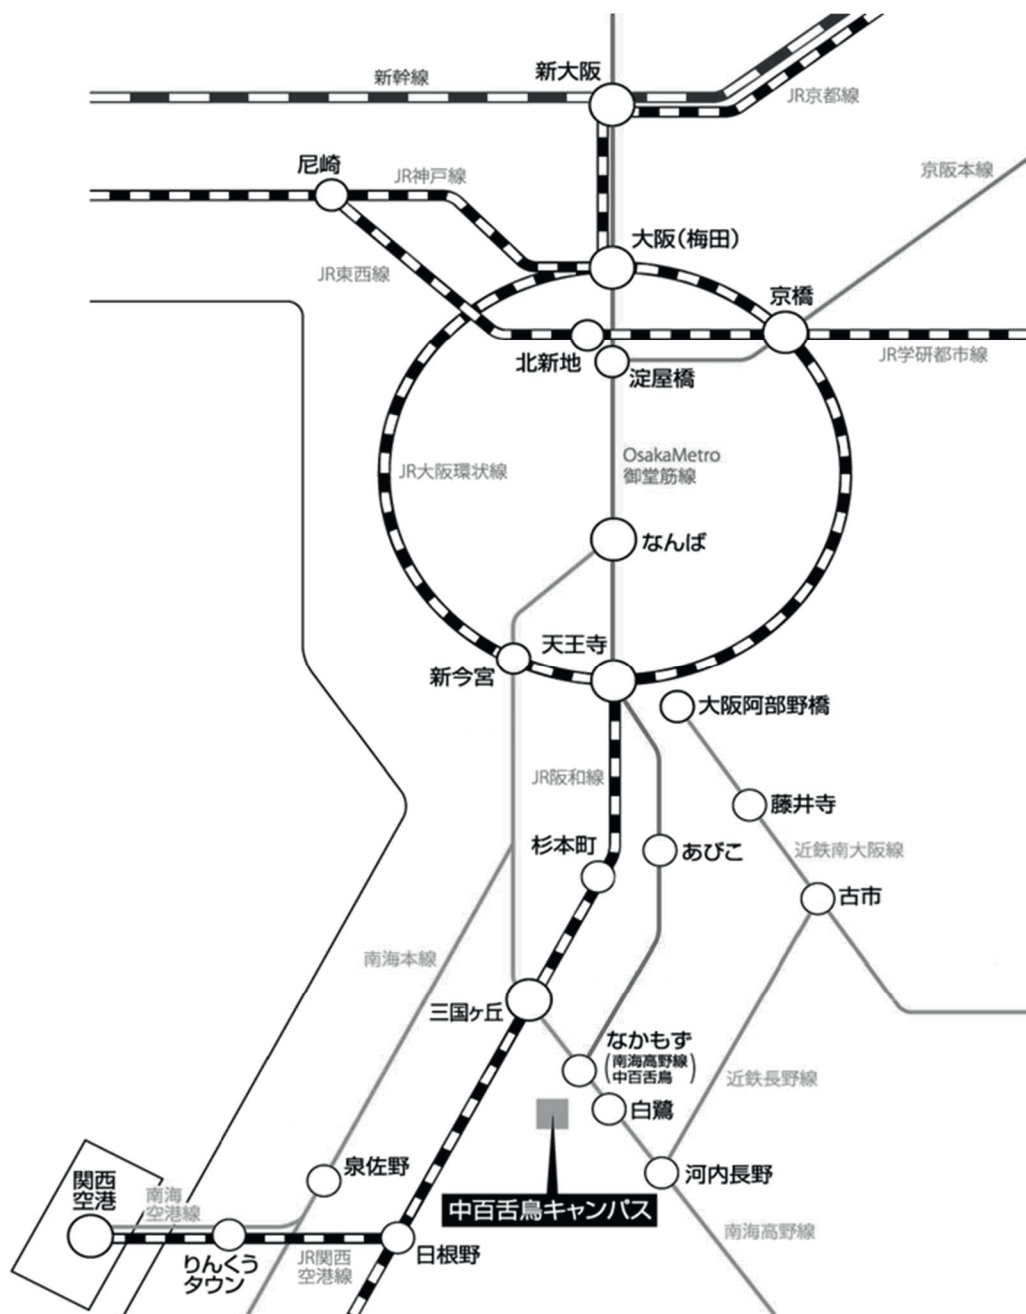 新幹線
新大阪
JR京都線
尼崎
JR神戸線
京阪本線
大阪（梅田）
JR東西線
京橋
北新地
淀屋橋
JR学研都市線
JR大阪環状線
OsakaMetro
御堂筋線
なんば
天王寺
新今宮
大阪阿部野橋
JR阪和線
藤井寺
杉本町
あびこ
近鉄南大阪線
古市
南海本線
三国ヶ丘
なかもず
（南海高野線
中百舌鳥）
近鉄長野線
白鷺
泉佐野
河内長野
関西
空港
南海
空港線
中百舌鳥キャンパス
南海高野線
りんくう
タウン
JR関西
空港線
日根野